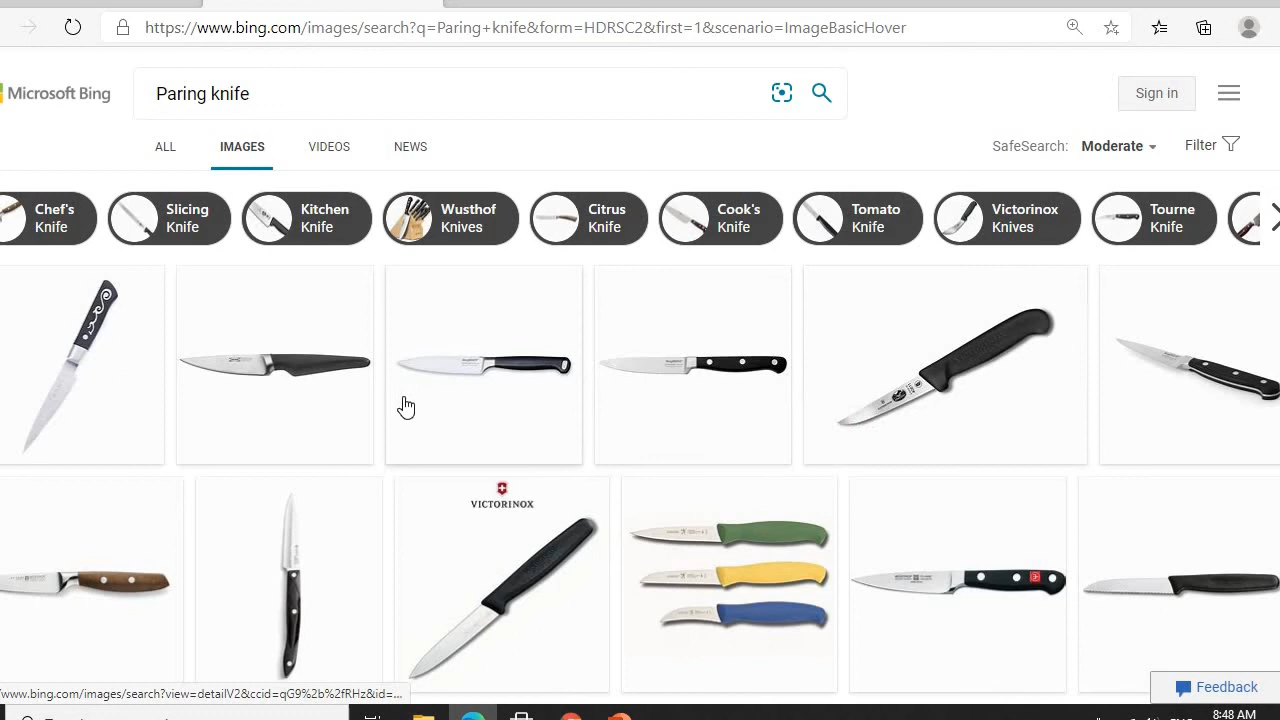 https://www.bing.com/images/search?q=Paring+knife&form=HDRSC2&first=1&scenario=ImageBasicHover
Microsoft Bing
Paring knife
Sign in
ALL
IMAGES
VIDEOS
NEWS
SafeSearch:
Moderate
Filter
Chef's
Knife
Slicing
Knife
Kitchen
Knife
Wusthof
Knives
Citrus
Knife
Cook's
Knife
Tomato
Knife
Victorinox
Knives
Tourne
Knife
VICTORINOX
www.bing.com/images/search?view=detailV2&ccid=qG9%2b%2fRHz&id=...
Feedback
8:48 AM